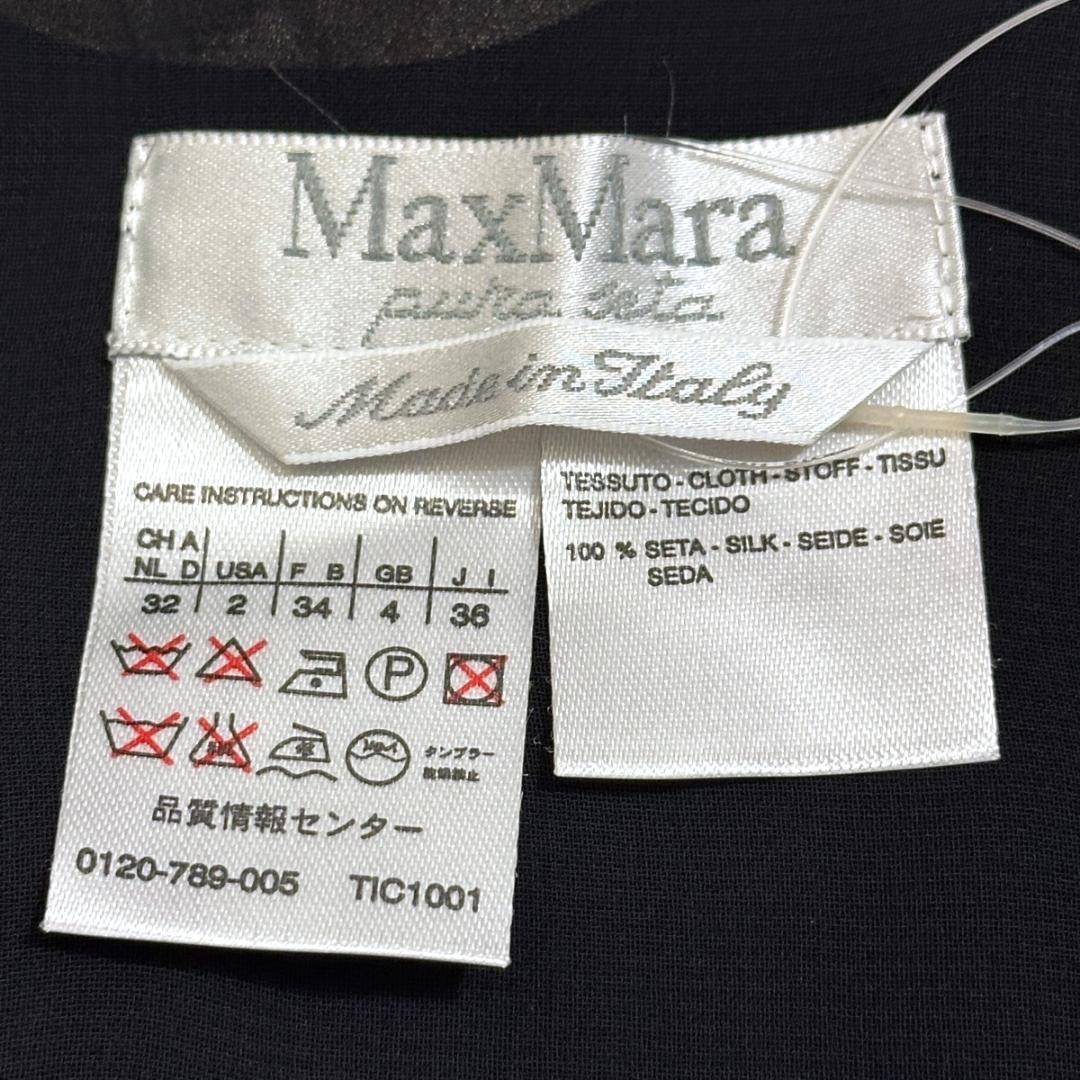 MaxMara
pura seta
Made in Italy
CARE INSTRUCTIONS ON REVERSE
CH A
NL D USA F B GB J I
32 2 34 4 36
P
タンブラー
乾燥禁止
品質情報センター
0120-789-005 TIC1001
TESSUTO - CLOTH - STOFF - TISSU
TEJIDO - TECIDO
100 % SETA - SILK - SEIDE - SOIE
SEDA